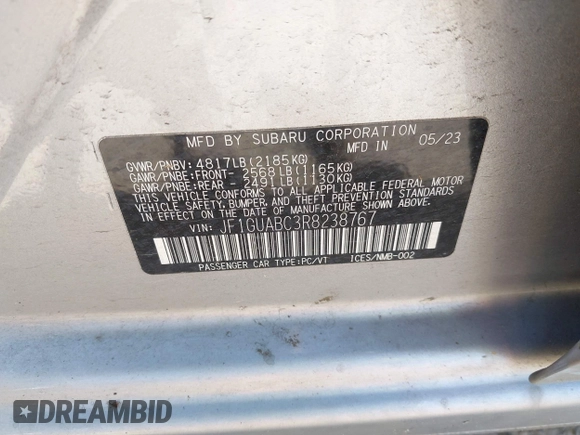 MFD BY SUBARU CORPORATION
MFD IN 05/23
GVWR/PNBV: 4817LB(2185KG)
GAWR/PNBE:FRONT- 2568LB(1165KG)
GAWR/PNBE:REAR - 2491LB(1130KG)
THIS VEHICLE CONFORMS TO ALL APPLICABLE FEDERAL MOTOR
VEHICLE SAFETY, BUMPER, AND THEFT PREVENTION STANDARDS
IN EFFECT ON THE DATE OF MANUFACTURE SHOWN ABOVE.
VIN: JF1GUABC3R8238767
PASSENGER CAR TYPE:PC/VT ICES/NMB-002
DREAMBID